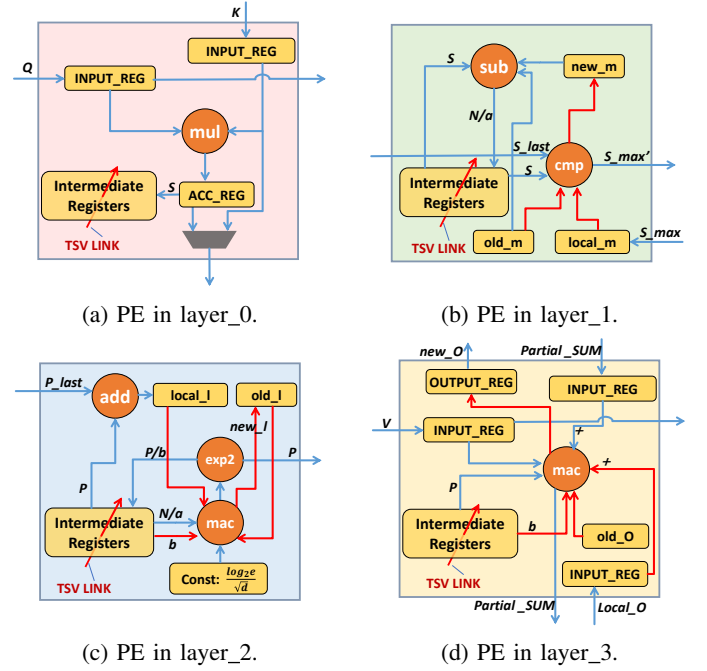 K
INPUT_REG
Q
INPUT_REG
mul
Intermediate
Registers
S
ACC_REG
TSV LINK
(a) PE in layer_0.
S
sub
new_m
N/a
S_last
cmp
S_max’
Intermediate
Registers
S
TSV LINK
old_m
local_m
S_max
(b) PE in layer_1.
P_last
add
local_l
old_l
new_l
P/b
exp2
P
P
Intermediate
Registers
N/a
b
mac
TSV LINK
Const: log₂e/√d
(c) PE in layer_2.
new_O
Partial _SUM
OUTPUT_REG
INPUT_REG
V
INPUT_REG
+
mac
+
P
Intermediate
Registers
b
old_O
TSV LINK
INPUT_REG
Partial _SUM
Local_O
(d) PE in layer_3.